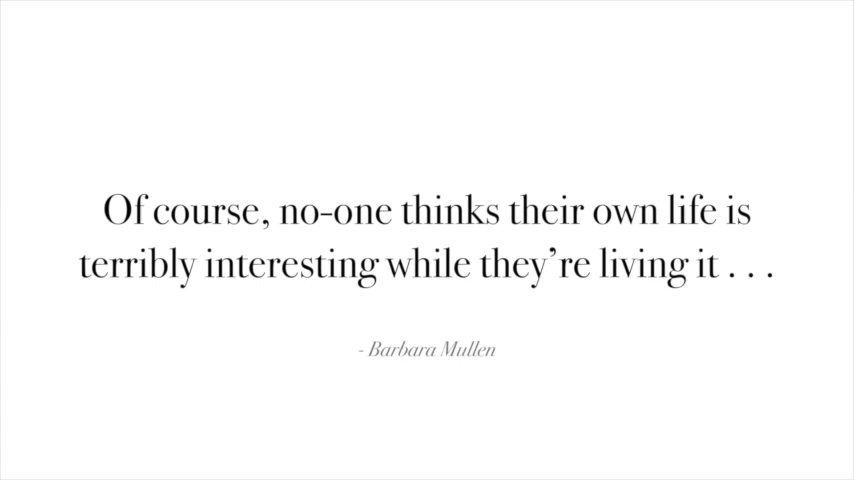 Of course, no-one thinks their own life is
terribly interesting while they’re living it . . .
- Barbara Mullen